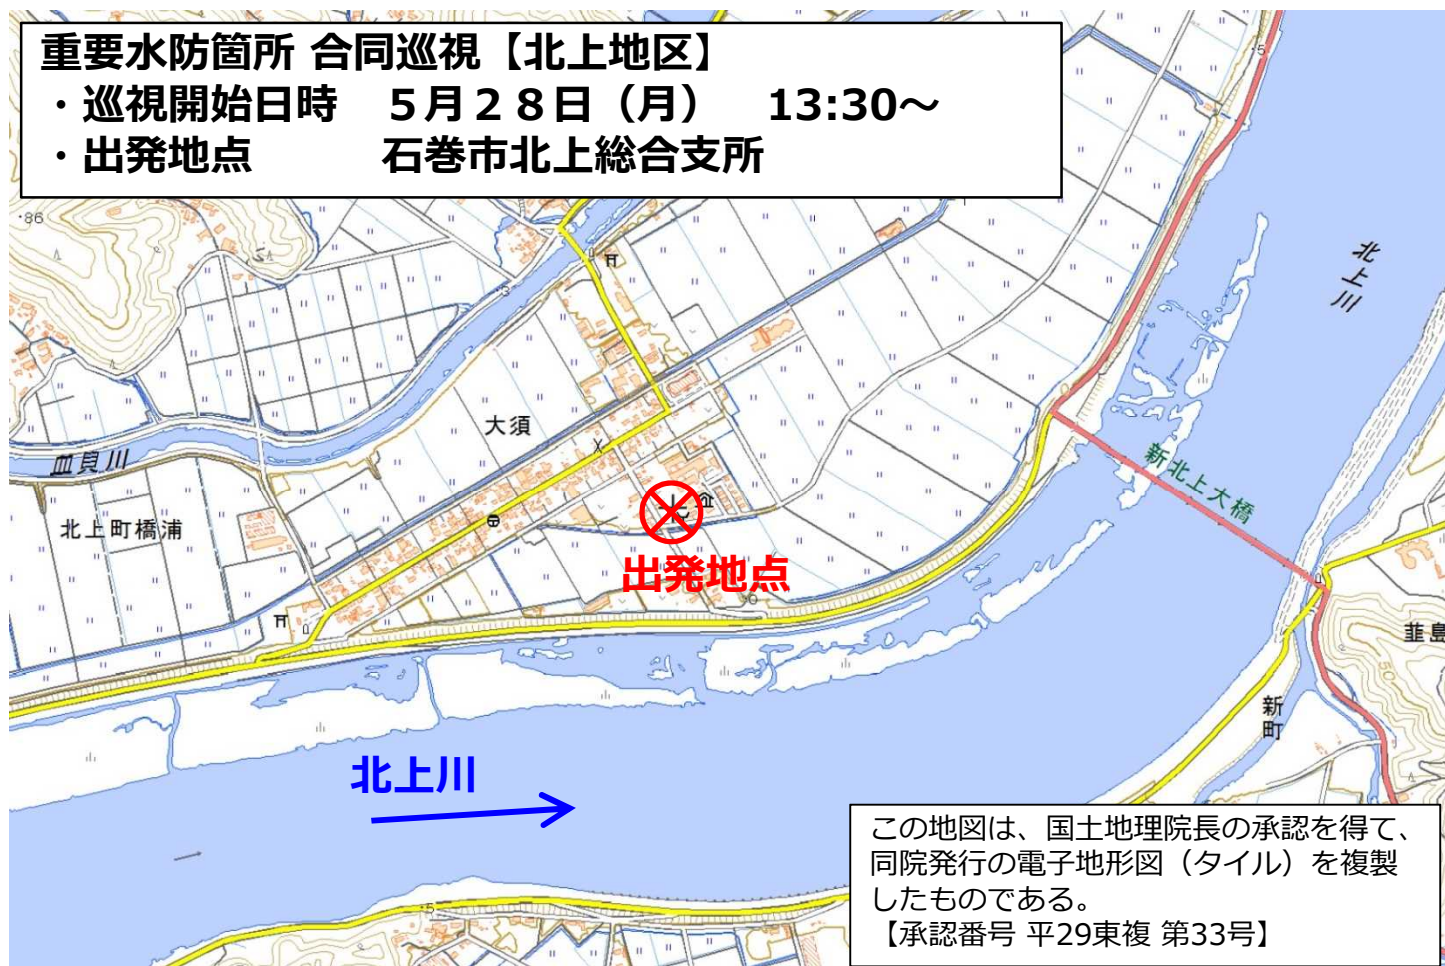 重要水防箇所 合同巡視【北上地区】
・巡視開始日時　５月２８日（月）　13:30～
・出発地点　　　石巻市北上総合支所
・5
・86
北上川
3
大須
皿貝川
新北上大橋
北上町橋浦
出発地点
韮島
50
新町
北上川
・5
この地図は、国土地理院長の承認を得て、
同院発行の電子地形図（タイル）を複製
したものである。
【承認番号 平29東複 第33号】